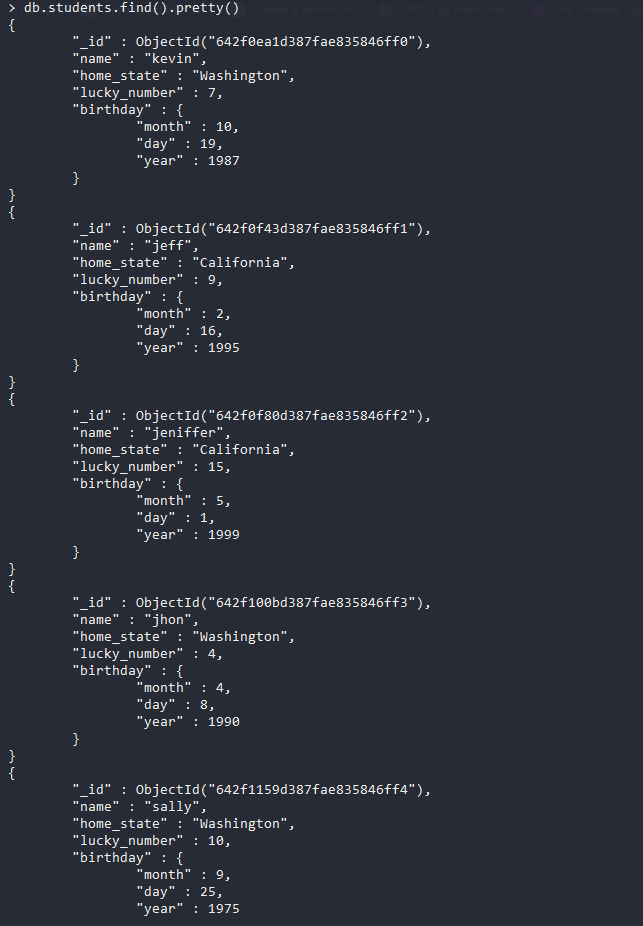 > db.students.find().pretty()
{
        "_id" : ObjectId("642f0ea1d387fae835846ff0"),
        "name" : "kevin",
        "home_state" : "Washington",
        "lucky_number" : 7,
        "birthday" : {
                "month" : 10,
                "day" : 19,
                "year" : 1987
        }
}
{
        "_id" : ObjectId("642f0f43d387fae835846ff1"),
        "name" : "jeff",
        "home_state" : "California",
        "lucky_number" : 9,
        "birthday" : {
                "month" : 2,
                "day" : 16,
                "year" : 1995
        }
}
{
        "_id" : ObjectId("642f0f80d387fae835846ff2"),
        "name" : "jeniffer",
        "home_state" : "California",
        "lucky_number" : 15,
        "birthday" : {
                "month" : 5,
                "day" : 1,
                "year" : 1999
        }
}
{
        "_id" : ObjectId("642f100bd387fae835846ff3"),
        "name" : "jhon",
        "home_state" : "Washington",
        "lucky_number" : 4,
        "birthday" : {
                "month" : 4,
                "day" : 8,
                "year" : 1990
        }
}
{
        "_id" : ObjectId("642f1159d387fae835846ff4"),
        "name" : "sally",
        "home_state" : "Washington",
        "lucky_number" : 10,
        "birthday" : {
                "month" : 9,
                "day" : 25,
                "year" : 1975